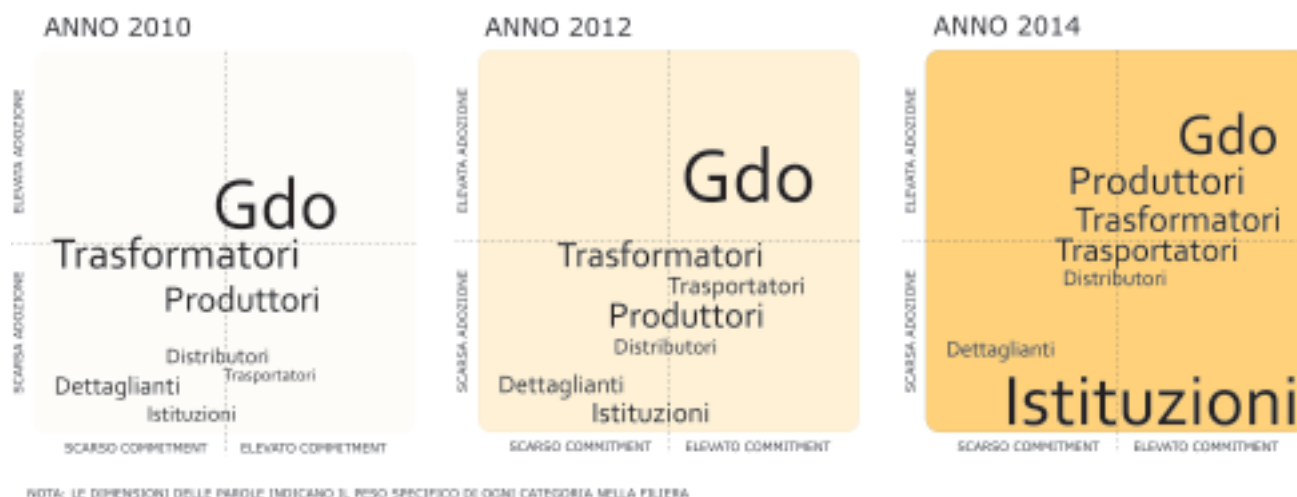 ANNO 2010
ELEVATA ADOZIONE
SCARSA ADOZIONE
Gdo
Trasformatori
Produttori
Distributori
Trasportatori
Dettaglianti
Istituzioni
SCARSO COMMITMENT
ELEVATO COMMITMENT
ANNO 2012
ELEVATA ADOZIONE
SCARSA ADOZIONE
Gdo
Trasformatori
Trasportatori
Produttori
Distributori
Dettaglianti
Istituzioni
SCARSO COMMITMENT
ELEVATO COMMITMENT
ANNO 2014
ELEVATA ADOZIONE
SCARSA ADOZIONE
Gdo
Produttori
Trasformatori
Trasportatori
Distributori
Dettaglianti
Istituzioni
SCARSO COMMITMENT
ELEVATO COMMITMENT
NOTA: LE DIMENSIONI DELLE PAROLE INDICANO IL PESO SPECIFICO DI OGNI CATEGORIA NELLA FILIERA